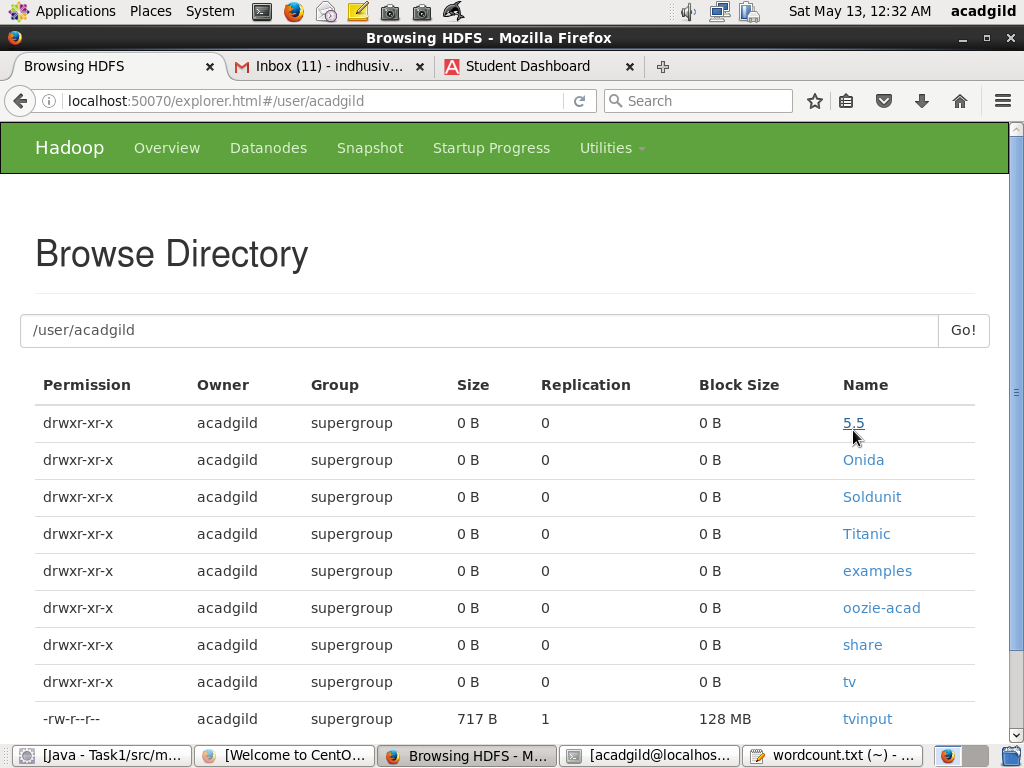 Applications Places System Sat May 13, 12:32 AM acadgild
Browsing HDFS - Mozilla Firefox
Browsing HDFS Inbox (11) - indhusiv... Student Dashboard
localhost:50070/explorer.html#/user/acadgild Search
Hadoop Overview Datanodes Snapshot Startup Progress Utilities
Browse Directory
/user/acadgild Go!
Permission Owner Group Size Replication Block Size Name
drwxr-xr-x acadgild supergroup 0 B 0 0 B 5.5
drwxr-xr-x acadgild supergroup 0 B 0 0 B Onida
drwxr-xr-x acadgild supergroup 0 B 0 0 B Soldunit
drwxr-xr-x acadgild supergroup 0 B 0 0 B Titanic
drwxr-xr-x acadgild supergroup 0 B 0 0 B examples
drwxr-xr-x acadgild supergroup 0 B 0 0 B oozie-acad
drwxr-xr-x acadgild supergroup 0 B 0 0 B share
drwxr-xr-x acadgild supergroup 0 B 0 0 B tv
-rw-r--r-- acadgild supergroup 717 B 1 128 MB tvinput
[Java - Task1/src/m... [Welcome to CentO... Browsing HDFS - M... [acadgild@localhos... wordcount.txt (~) - ...